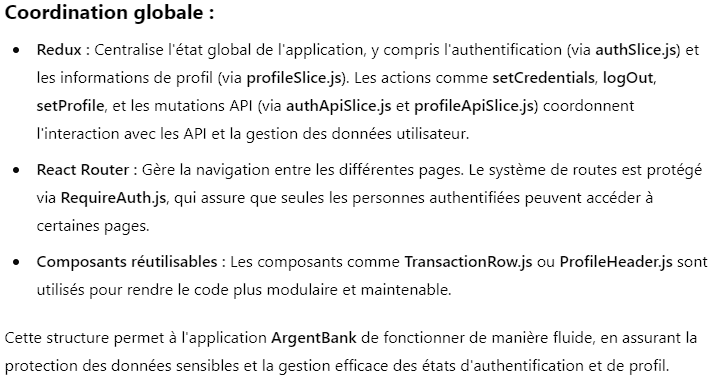 Coordination globale :
• Redux : Centralise l'état global de l'application, y compris l'authentification (via authSlice.js) et
les informations de profil (via profileSlice.js). Les actions comme setCredentials, logOut,
setProfile, et les mutations API (via authApiSlice.js et profileApiSlice.js) coordonnent
l'interaction avec les API et la gestion des données utilisateur.
• React Router : Gère la navigation entre les différentes pages. Le système de routes est protégé
via RequireAuth.js, qui assure que seules les personnes authentifiées peuvent accéder à
certaines pages.
• Composants réutilisables : Les composants comme TransactionRow.js ou ProfileHeader.js sont
utilisés pour rendre le code plus modulaire et maintenable.
Cette structure permet à l'application ArgentBank de fonctionner de manière fluide, en assurant la
protection des données sensibles et la gestion efficace des états d'authentification et de profil.